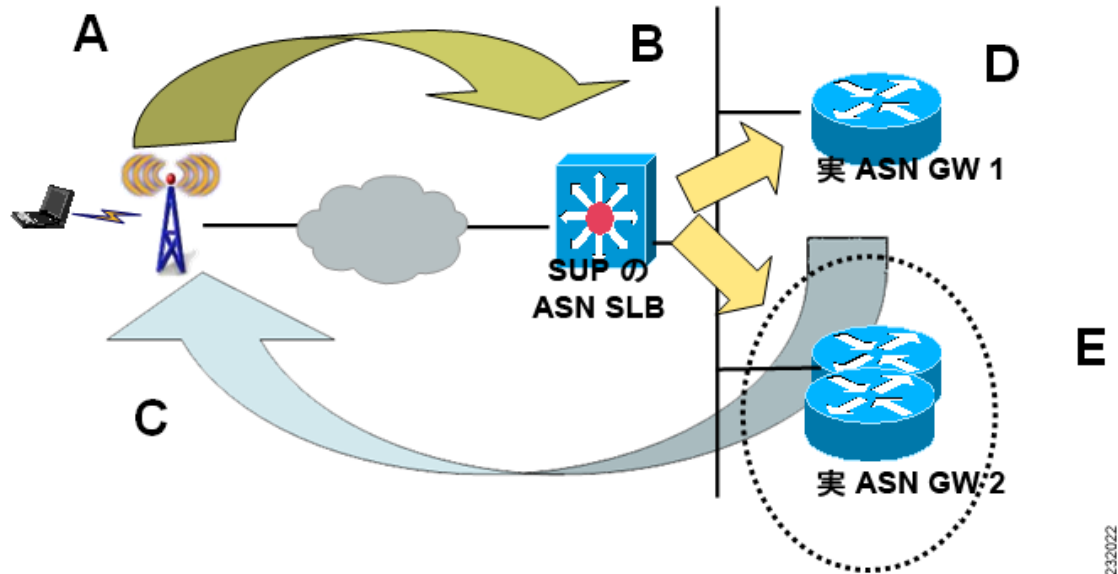 A
B
D
実 ASN GW 1
SUP の
ASN SLB
E
C
実 ASN GW 2
232022